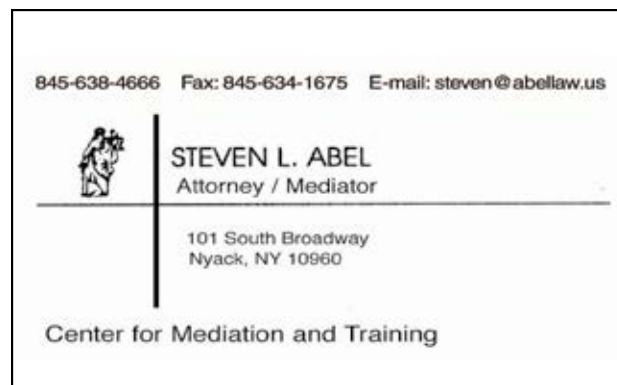 845-638-4666 Fax: 845-634-1675 E-mail: steven@abellaw.us
STEVEN L. ABEL
Attorney / Mediator
101 South Broadway
Nyack, NY 10960
Center for Mediation and Training